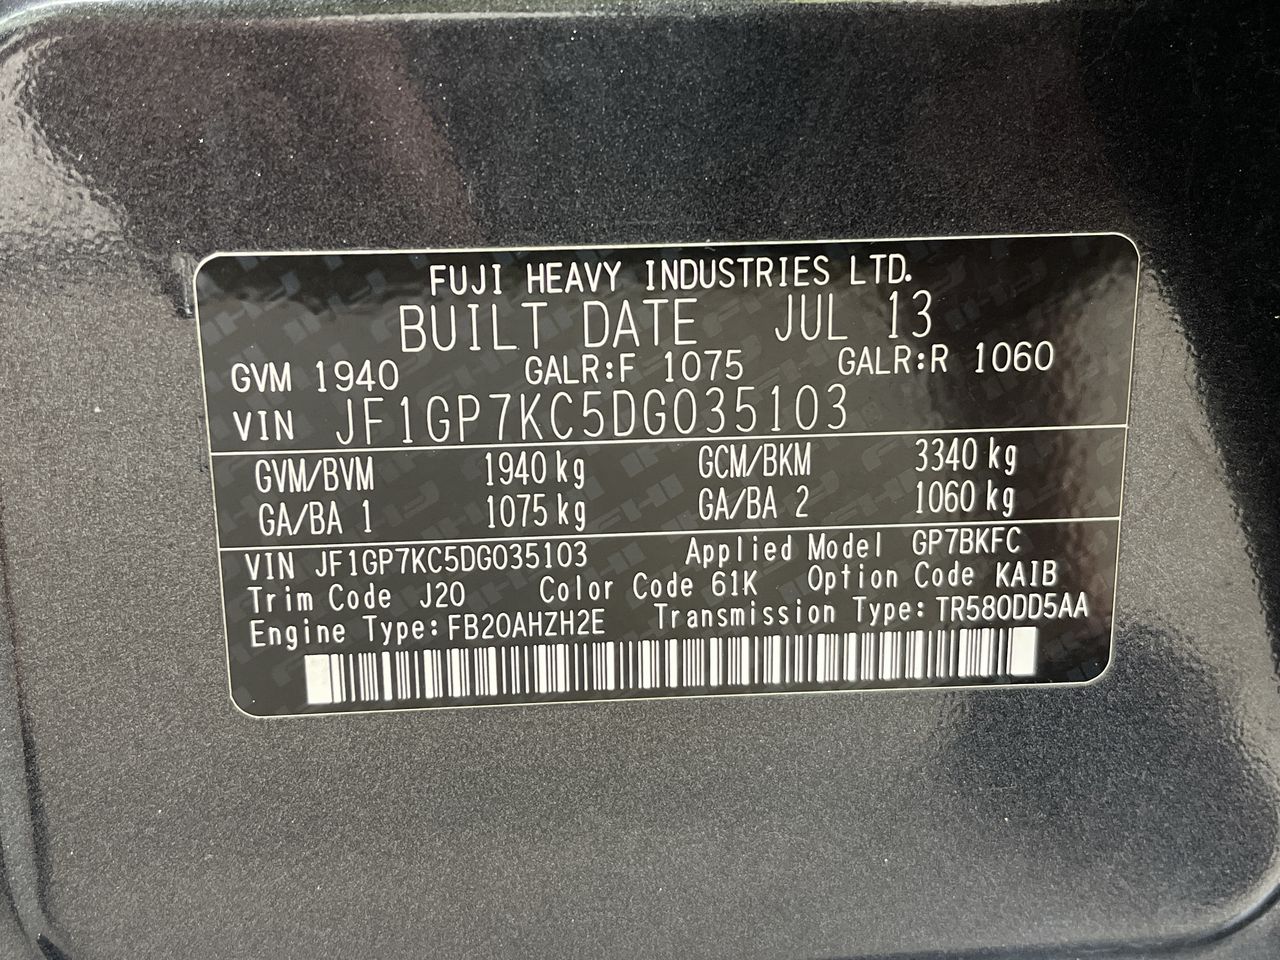 FUJI HEAVY INDUSTRIES LTD.
BUILT DATE JUL 13
GVM 1940 GALR:F 1075 GALR:R 1060
VIN JF1GP7KC5DG035103
GVM/BVM 1940 kg GCM/BKM 3340 kg
GA/BA 1 1075 kg GA/BA 2 1060 kg
VIN JF1GP7KC5DG035103 Applied Model GP7BKFC
Trim Code J20 Color Code 61K Option Code KAIB
Engine Type: FB20AHZH2E Transmission Type: TR580DD5AA